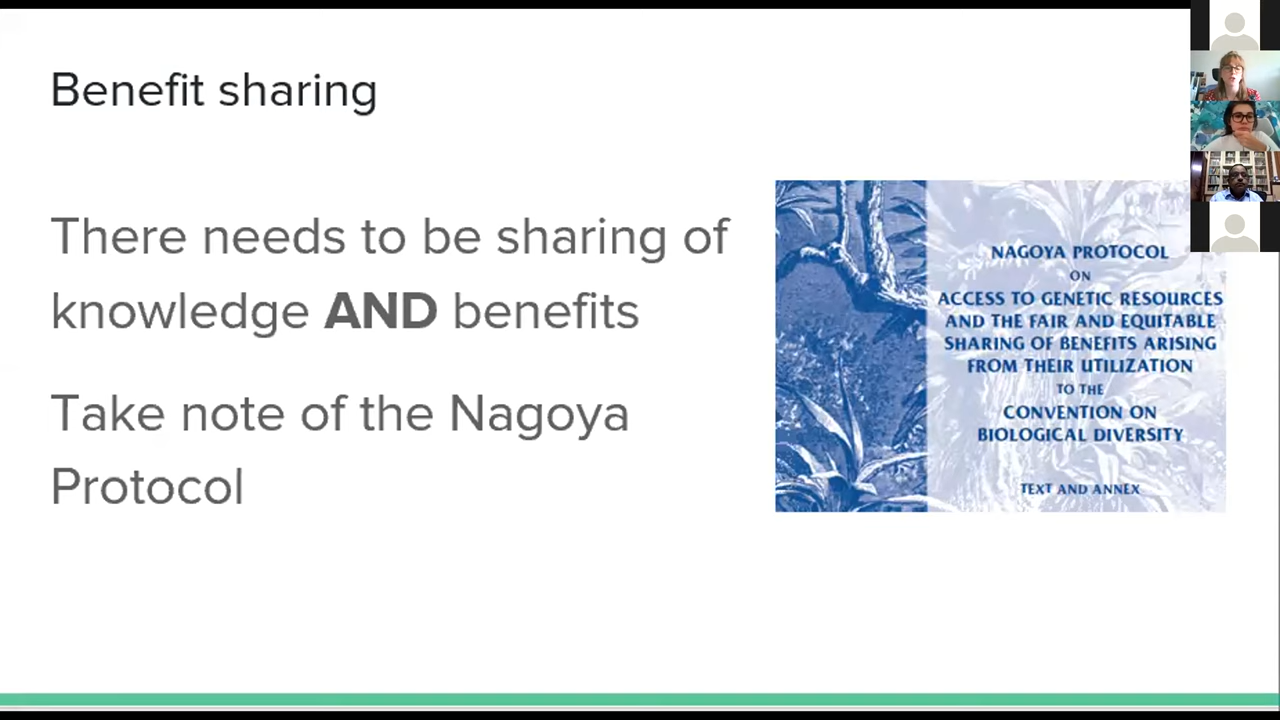 Benefit sharing
There needs to be sharing of
knowledge AND benefits
Take note of the Nagoya
Protocol
NAGOYA PROTOCOL
ON
ACCESS TO GENETIC RESOURCES
AND THE FAIR AND EQUITABLE
SHARING OF BENEFITS ARISING
FROM THEIR UTILIZATION
TO THE
CONVENTION ON
BIOLOGICAL DIVERSITY
TEXT AND ANNEX